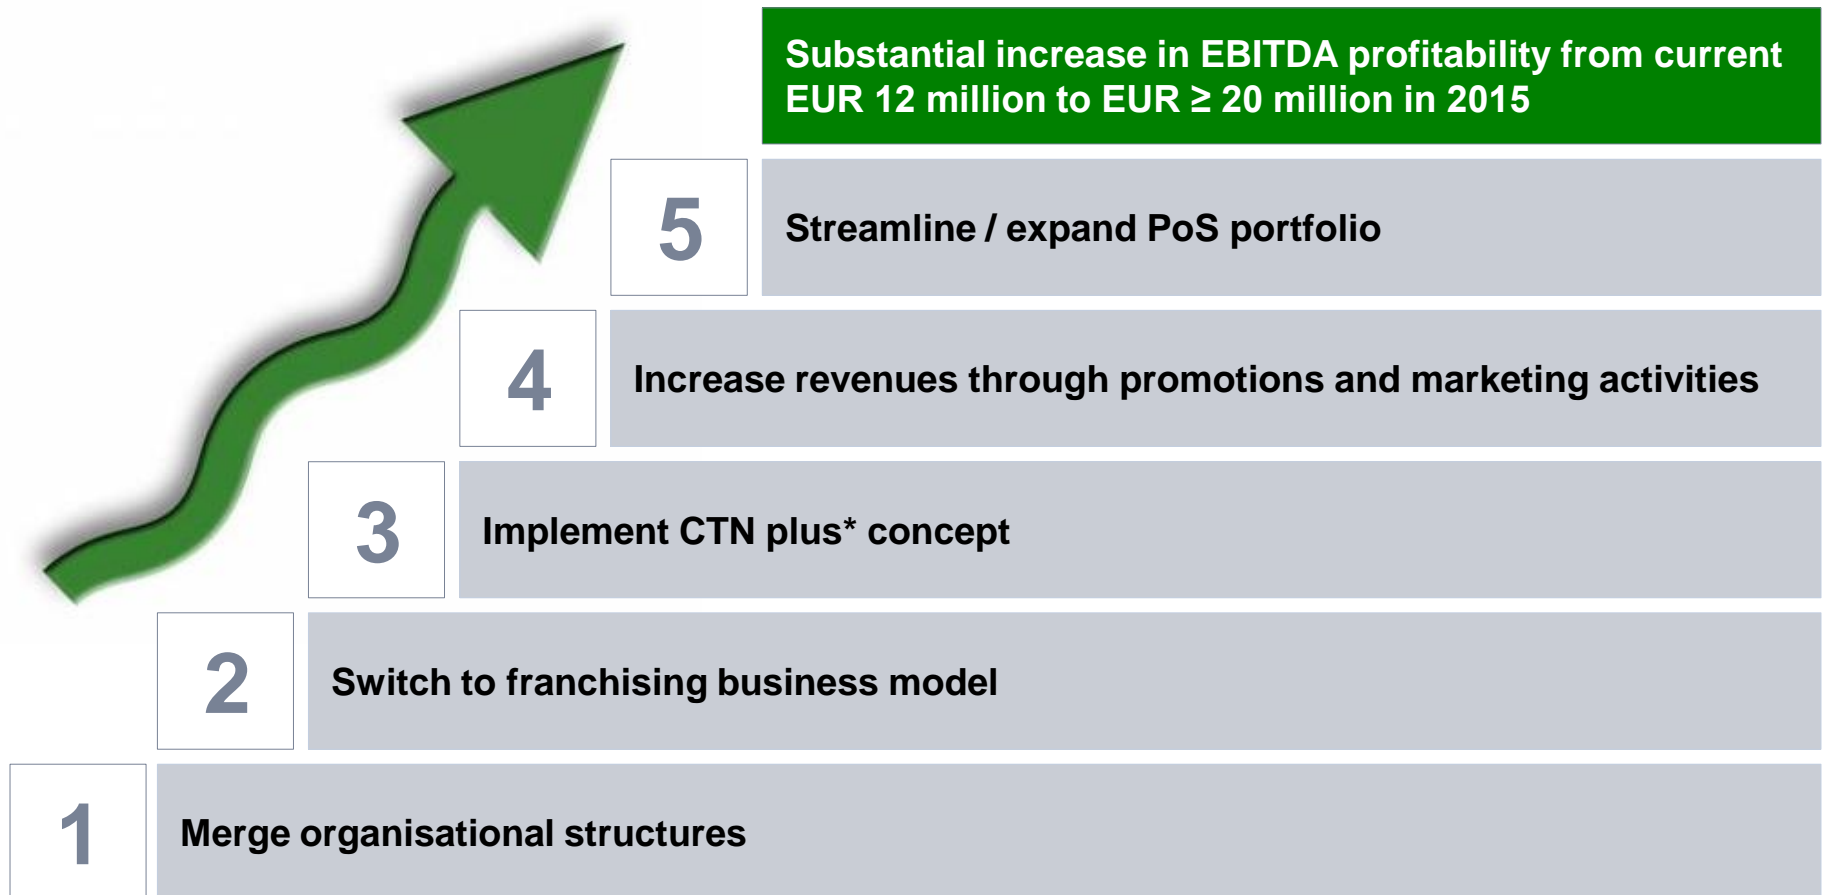 Substantial increase in EBITDA profitability from current
EUR 12 million to EUR ≥ 20 million in 2015
5
Streamline / expand PoS portfolio
4
Increase revenues through promotions and marketing activities
3
Implement CTN plus* concept
2
Switch to franchising business model
1
Merge organisational structures